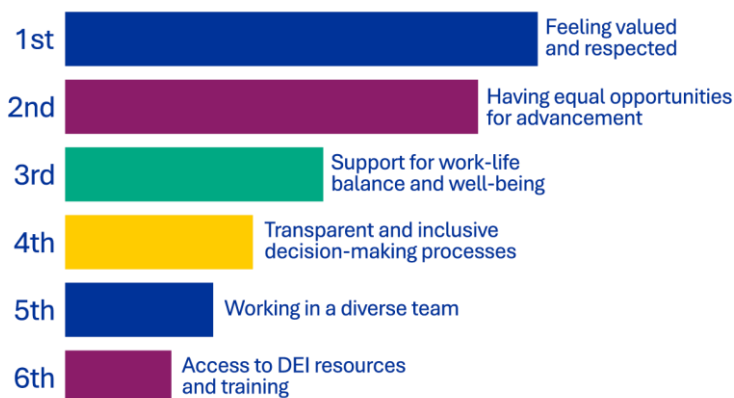 1st
Feeling valued
and respected
2nd
Having equal opportunities
for advancement
3rd
Support for work-life
balance and well-being
4th
Transparent and inclusive
decision-making processes
5th
Working in a diverse team
6th
Access to DEI resources
and training